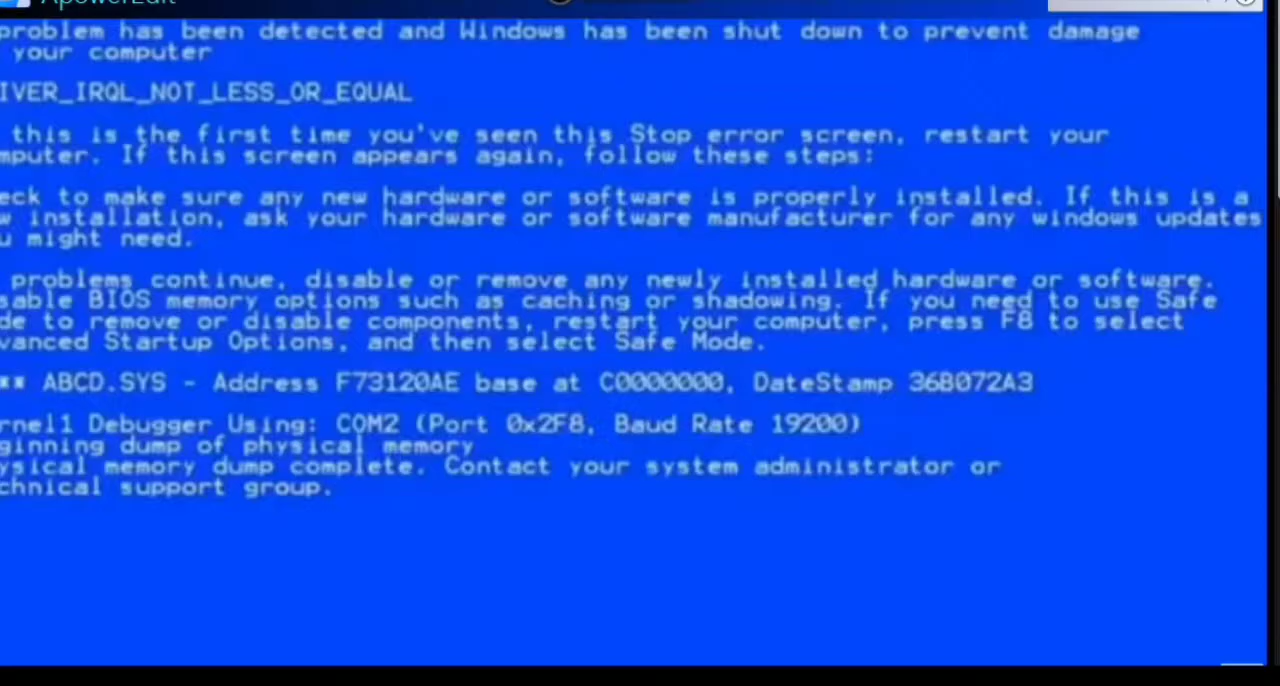 ApowerEdit
problem has been detected and Windows has been shut down to prevent damage
your computer
IVER_IRQL_NOT_LESS_OR_EQUAL
this is the first time you've seen this Stop error screen, restart your
mputer. If this screen appears again, follow these steps:
eck to make sure any new hardware or software is properly installed. If this is a
w installation, ask your hardware or software manufacturer for any windows updates
u might need.
problems continue, disable or remove any newly installed hardware or software.
sable BIOS memory options such as caching or shadowing. If you need to use Safe
de to remove or disable components, restart your computer, press F8 to select
vanced Startup Options, and then select Safe Mode.
** ABCD.SYS - Address F73120AE base at C0000000, DateStamp 36B072A3
rnel1 Debugger Using: COM2 (Port 0x2F8, Baud Rate 19200)
ginning dump of physical memory
ysical memory dump complete. Contact your system administrator or
chnical support group.